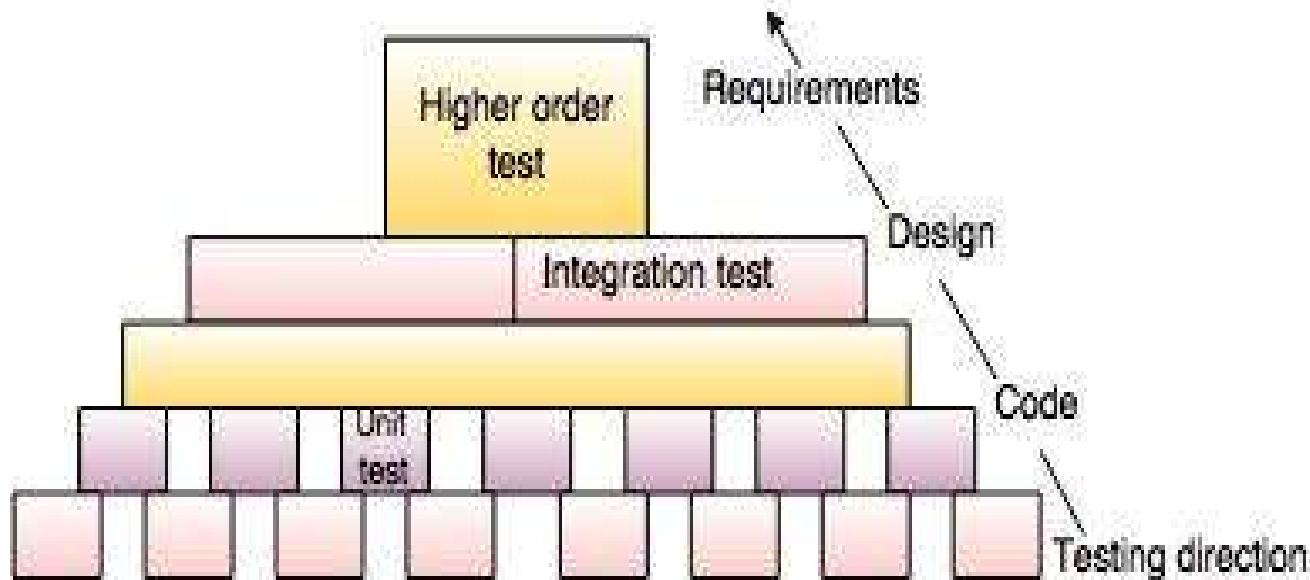 Higher order
test
Requirements
Design
Integration test
Code
Unit
test
Testing direction